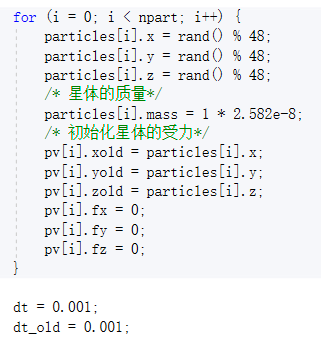 for (i = 0; i < npart; i++) {
particles[i].x = rand() % 48;
particles[i].y = rand() % 48;
particles[i].z = rand() % 48;
/* 星体的质量*/
particles[i].mass = 1 * 2.582e-8;
/* 初始化星体的受力*/
pv[i].xold = particles[i].x;
pv[i].yold = particles[i].y;
pv[i].zold = particles[i].z;
pv[i].fx = 0;
pv[i].fy = 0;
pv[i].fz = 0;
}
dt = 0.001;
dt_old = 0.001;